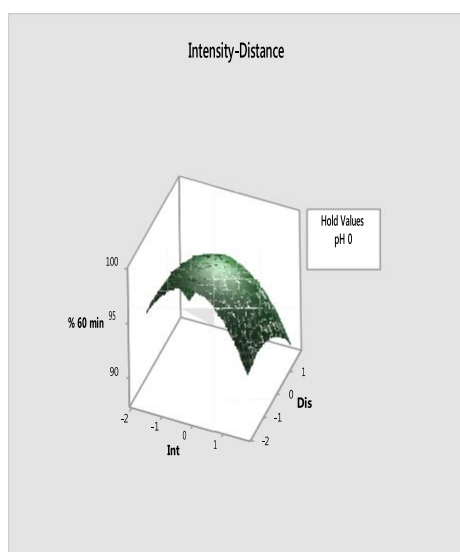 Intensity-Distance
Hold Values
pH 0
100
95
90
% 60 min
-2
-1
0
1
Int
-2
-1
0
1
Dis